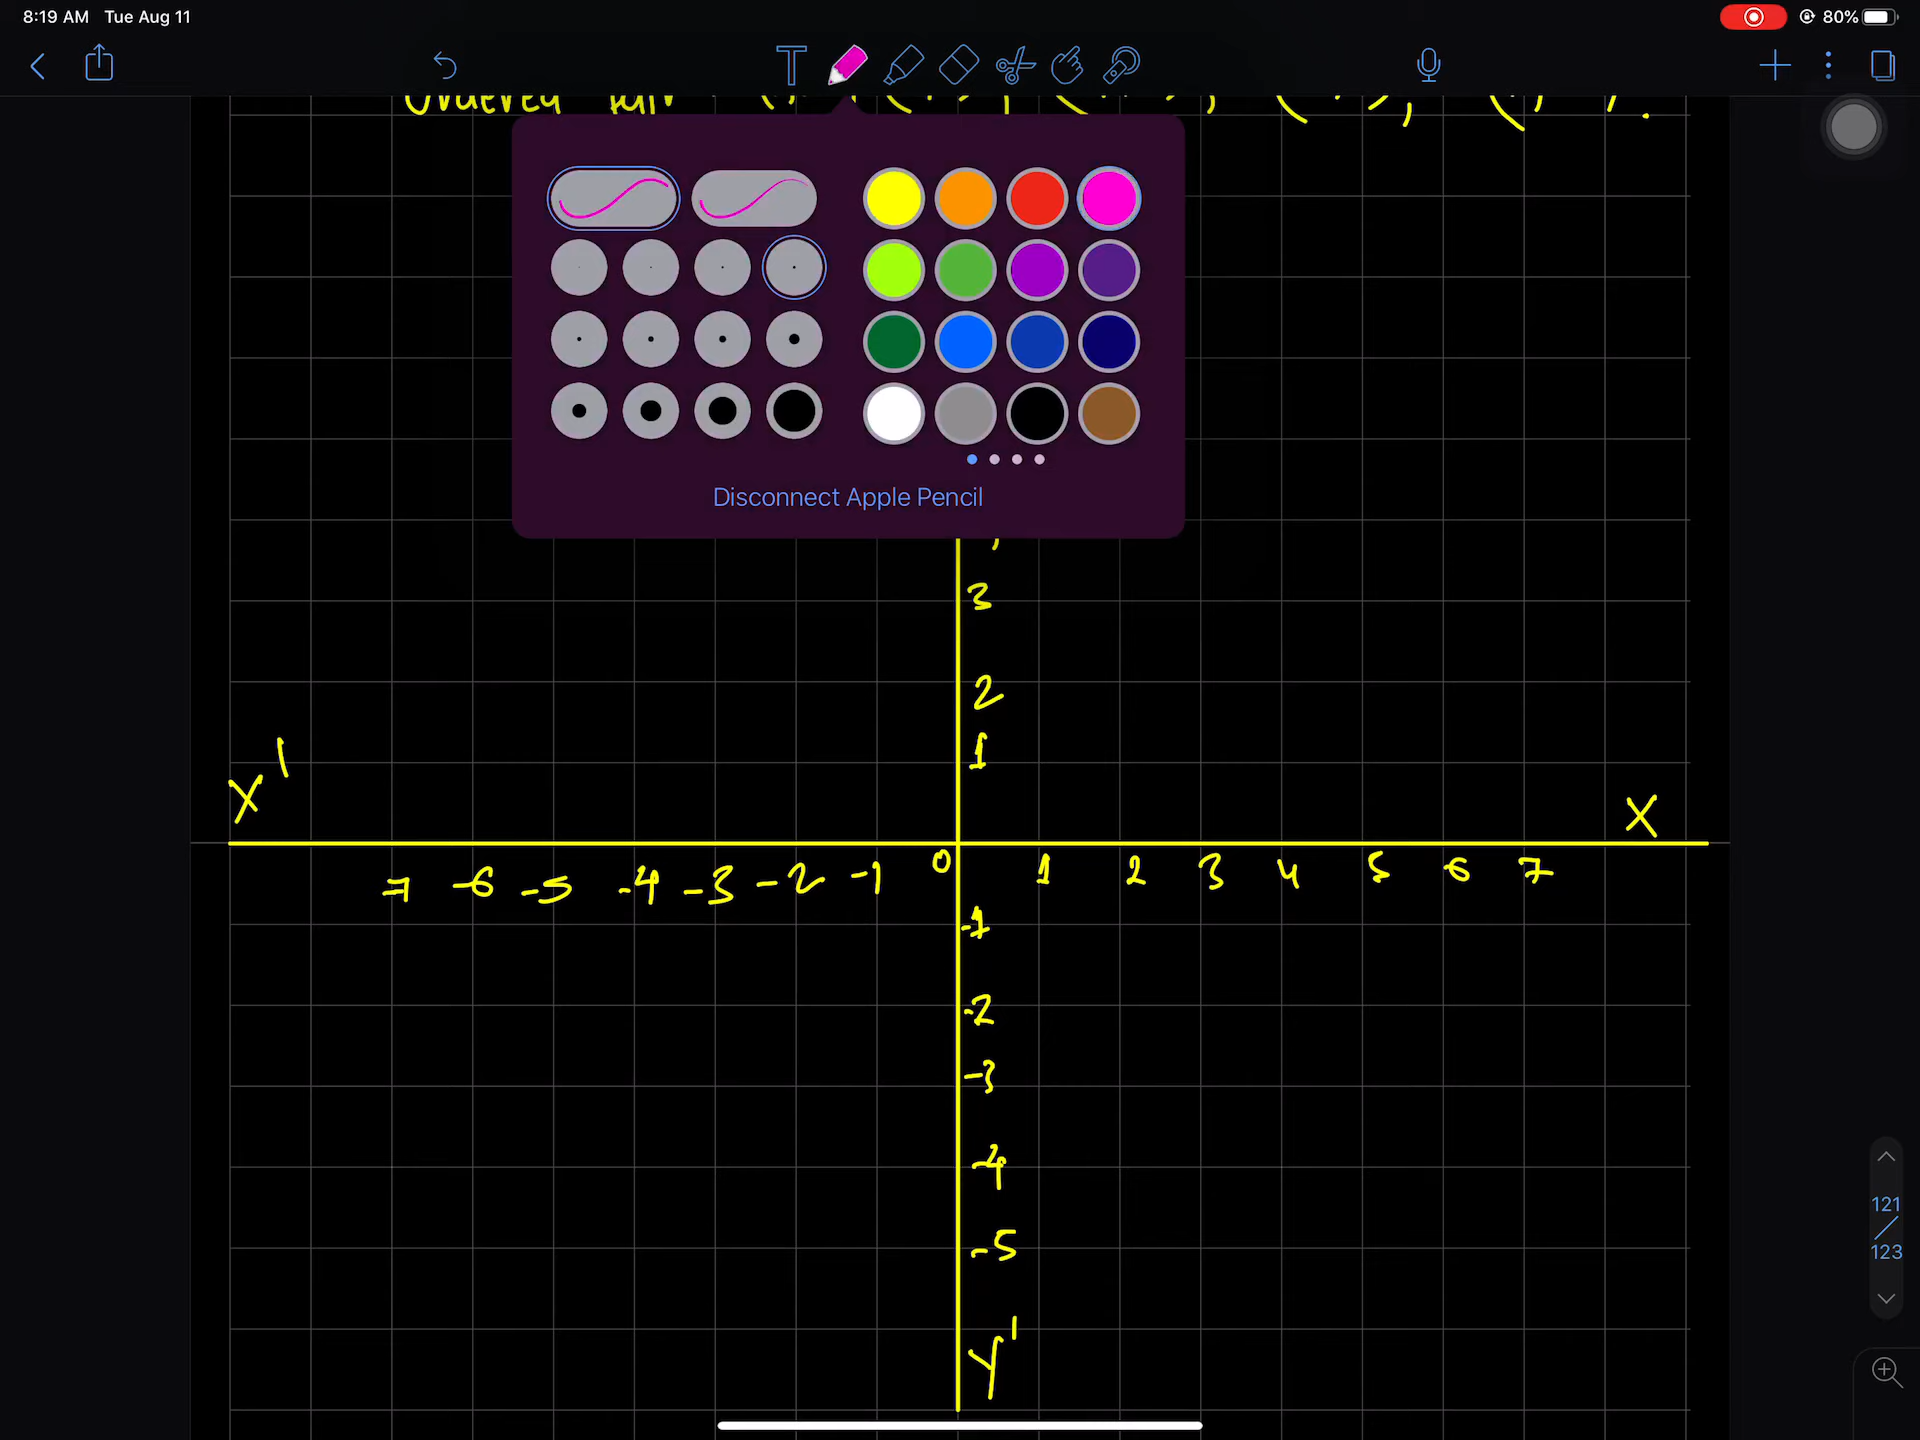 8:19 AM Tue Aug 11
80%
T
Disconnect Apple Pencil
3
2
1
X'
X
-7 -6 -5 -4 -3 -2 -1 0 1 2 3 4 5 6 7
-1
-2
-3
-4
-5
Y'
121
123